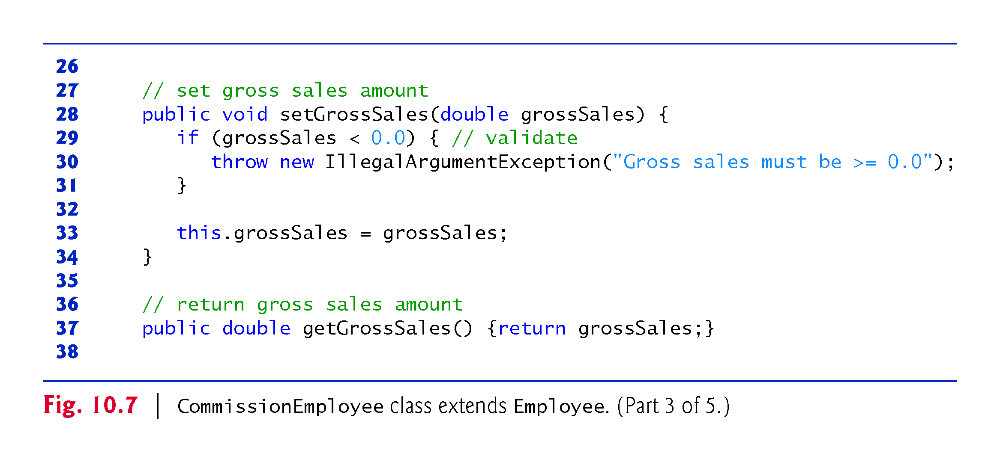 26
27 // set gross sales amount
28 public void setGrossSales(double grossSales) {
29 if (grossSales < 0.0) { // validate
30 throw new IllegalArgumentException("Gross sales must be >= 0.0");
31 }
32
33 this.grossSales = grossSales;
34 }
35
36 // return gross sales amount
37 public double getGrossSales() {return grossSales;}
38
Fig. 10.7 | CommissionEmployee class extends Employee. (Part 3 of 5.)